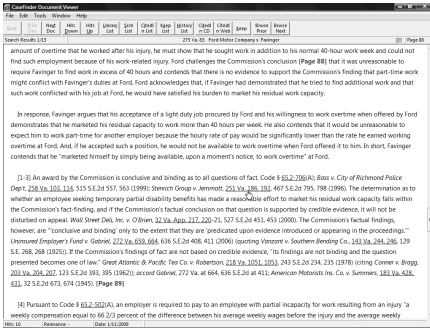 CaseFinder Document Viewer
File Edit Tools Window Help
Next Doc Hits Down Hits Up Library List Srch List Cited n List Keep List History List Cited n CD Cited n Web Keep Browse Prior Browse Next
Search Results 1/13 275 Va. 83 Ford Motor Company v. Favinger Page 88
amount of overtime that he worked after his injury, he must show that he sought work in addition to his normal 40-hour work week and could not
find such employment because of his work-related injury. Ford challenges the Commission's conclusion [Page 88] that it was unreasonable to
require Favinger to find work in excess of 40 hours and contends that there is no evidence to support the Commission's finding that part-time work
might conflict with Favinger's duties at Ford. Ford acknowledges that, if Favinger had demonstrated that he tried to find additional work and that
such work conflicted with his job at Ford, he would have satisfied his burden to market his residual work capacity.
In response, Favinger argues that his acceptance of a light duty job procured by Ford and his willingness to work overtime when offered by Ford
demonstrates that he marketed his residual capacity to work more than 40 hours per week. He also contends that it would be unreasonable to
expect him to work part-time for another employer because the hourly rate of pay would be significantly lower than the rate he earned working
overtime at Ford. And, if he accepted such a position, he would not be available to work overtime when Ford offered it to him. In short, Favinger
contends that he "marketed himself by simply being available, upon a moment's notice, to work overtime" at Ford.
[1-3] An award by the Commission is conclusive and binding as to all questions of fact. Code § 65.2-706(A); Bass v. City of Richmond Police
Dep't, 258 Va. 103, 114, 515 S.E.2d 557, 563 (1999); Stenrich Group v. Jemmott, 251 Va. 186, 192, 467 S.E.2d 795, 798 (1996). The determination as to
whether an employee seeking temporary partial disability benefits has made a reasonable effort to market his residual work capacity falls within
the Commission's fact-finding, and if the Commission's factual conclusion on that question is supported by credible evidence, it will not be
disturbed on appeal. Wall Street Deli, Inc. v. O'Brien, 32 Va. App. 217, 220-21, 527 S.E.2d 451, 453 (2000). The Commission's factual findings,
however, are "'conclusive and binding' only to the extent that they are 'predicated upon evidence introduced or appearing in the proceedings.'"
Uninsured Employer's Fund v. Gabriel, 272 Va. 659, 664, 636 S.E.2d 408, 411 (2006) (quoting Vanzant v. Southern Bending Co., 143 Va. 244, 246, 129
S.E. 268, 268 (1925)). If the Commission's findings of fact are not based on credible evidence, "its findings are not binding and the question
presented becomes one of law." Great Atlantic & Pacific Tea Co. v. Robertson, 218 Va. 1051, 1053, 243 S.E.2d 234, 235 (1978) (citing Conner v. Bragg,
203 Va. 204, 207, 123 S.E.2d 393, 395 (1962)); accord Gabriel, 272 Va. at 664, 636 S.E.2d at 411; American Motorists Ins. Co. v. Summers, 183 Va. 428,
431, 32 S.E.2d 673, 674 (1945). [Page 89]
[4] Pursuant to Code § 65.2-502(A), an employer is required to pay to an employee with partial incapacity for work resulting from an injury "a
weekly compensation equal to 66 2/3 percent of the difference between his average weekly wages before the injury and the average weekly
Hits: 10 Relevance: - Date: 1/11/2008